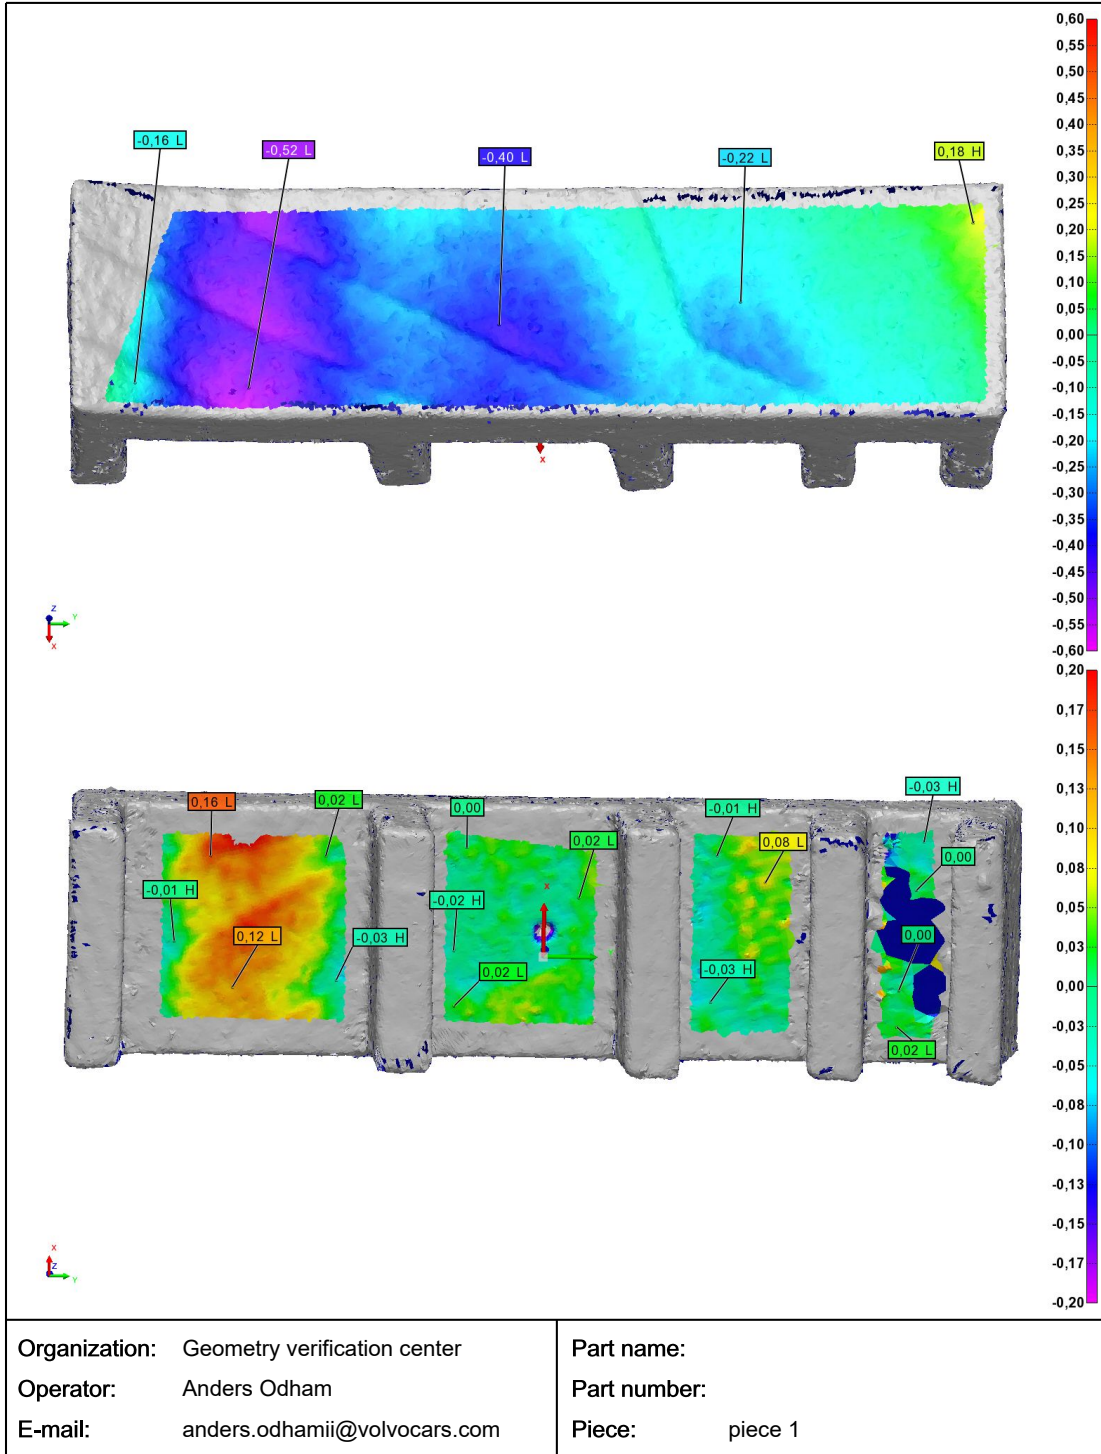 0,60
0,55
0,50
0,45
0,40
0,35
0,30
0,25
0,20
0,15
0,10
0,05
0,00
-0,05
-0,10
-0,15
-0,20
-0,25
-0,30
-0,35
-0,40
-0,45
-0,50
-0,55
-0,60
-0,16 L
-0,52 L
-0,40 L
-0,22 L
0,18 H
X
Z
Y
X
0,20
0,17
0,15
0,13
0,10
0,08
0,05
0,03
0,00
-0,03
-0,05
-0,08
-0,10
-0,13
-0,15
-0,17
-0,20
0,16 L
0,02 L
0,00
-0,01 H
-0,03 H
0,02 L
0,08 L
0,00
-0,01 H
-0,02 H
X
0,12 L
-0,03 H
0,00
0,02 L
-0,03 H
0,02 L
X
Z
Y
Organization: Geometry verification center
Operator: Anders Odham
E-mail: anders.odhamii@volvocars.com
Part name:
Part number:
Piece: piece 1